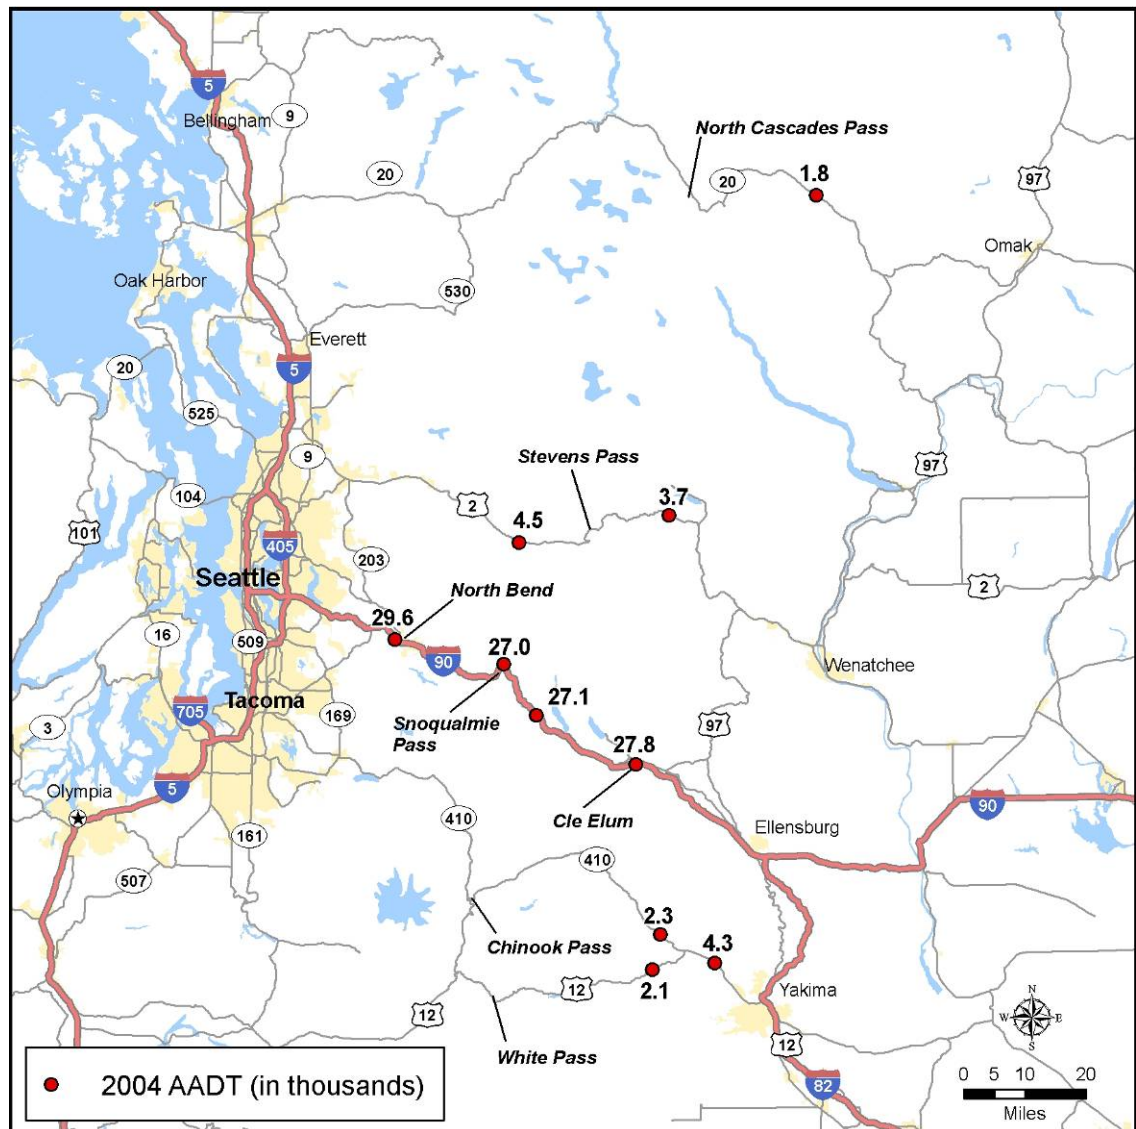 5
Bellingham
9
North Cascades Pass
20
20
1.8
97
Omak
Oak Harbor
530
Everett
5
20
525
9
Stevens Pass
97
104
2
3.7
101
4.5
405
203
Seattle
2
North Bend
29.6
16
509
27.0
90
Wenatchee
Tacoma
27.1
705
Snoqualmie
Pass
169
97
3
27.8
5
Olympia
Cle Elum
90
410
Ellensburg
161
410
507
2.3
Chinook Pass
4.3
2.1
12
Yakima
12
N
W E
S
White Pass
12
2004 AADT (in thousands)
82
0 5 10 20
Miles